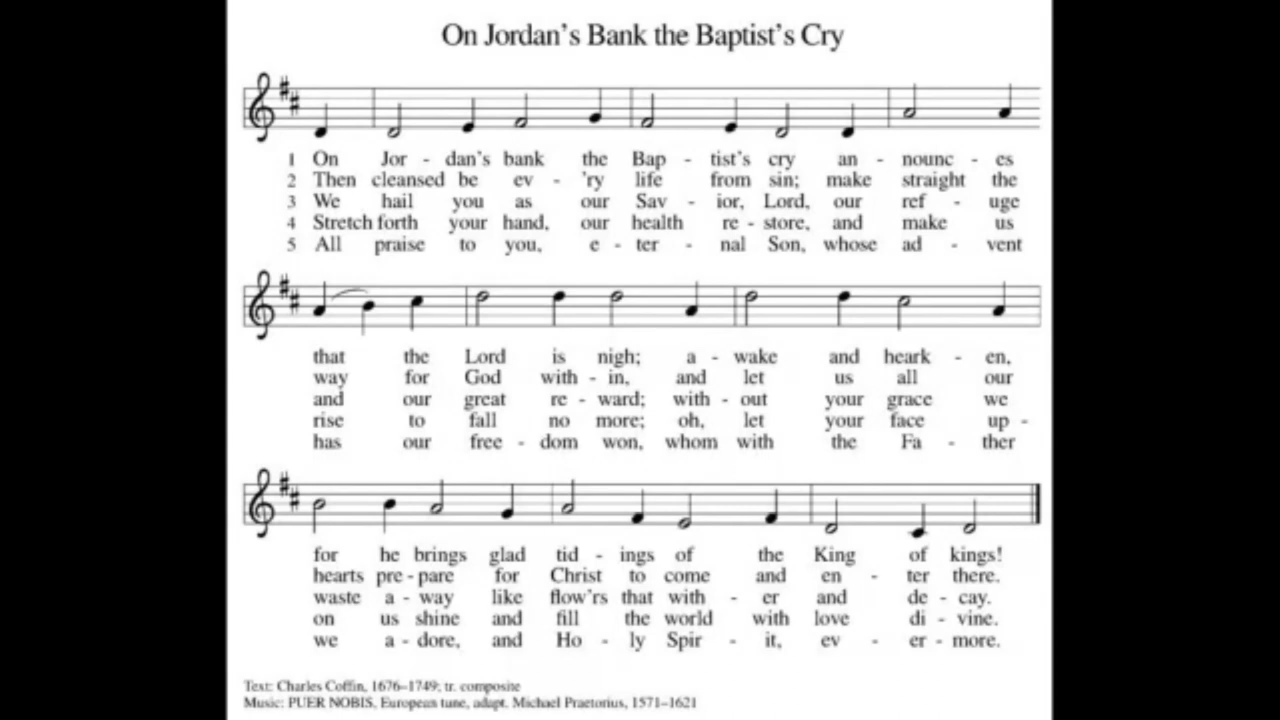 On Jordan's Bank the Baptist's Cry
1 On Jor - dan's bank the Bap - tist's cry an - nounc - es
2 Then cleansed be ev - 'ry life from sin; make straight the
3 We hail you as our Sav - ior, Lord, our ref - uge
4 Stretch forth your hand, our health re - store, and make us
5 All praise to you, e - ter - nal Son, whose ad - vent
that the Lord is nigh; a - wake and heark - en,
way for God with - in, and let us all our
and our great re - ward; with - out your grace we
rise to fall no more; oh, let your face up -
has our free - dom won, whom with the Fa - ther
for he brings glad tid - ings of the King of kings!
hearts pre - pare for Christ to come and en - ter there.
waste a - way like flow'rs that with - er and de - cay.
on us shine and fill the world with love di - vine.
we a - dore, and Ho - ly Spir - it, ev - er - more.
Text: Charles Coffin, 1676–1749; tr. composite
Music: PUER NOBIS, European tune, adapt. Michael Praetorius, 1571–1621